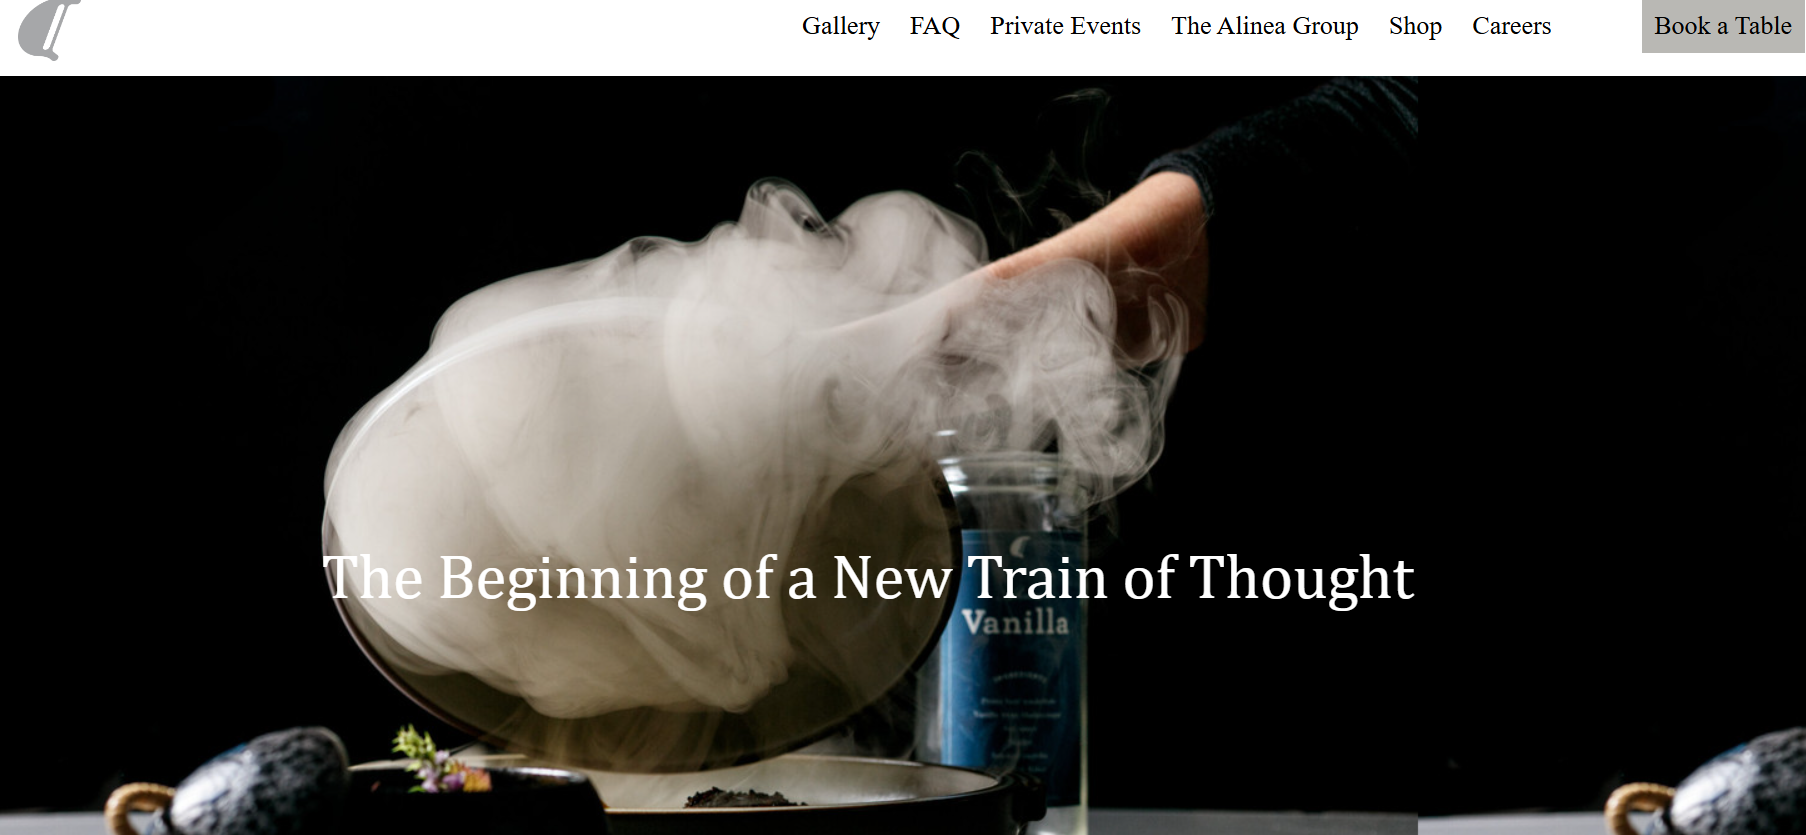 Gallery FAQ Private Events The Alinea Group Shop Careers Book a Table
The Beginning of a New Train of Thought
Vanilla
INGREDIENTS